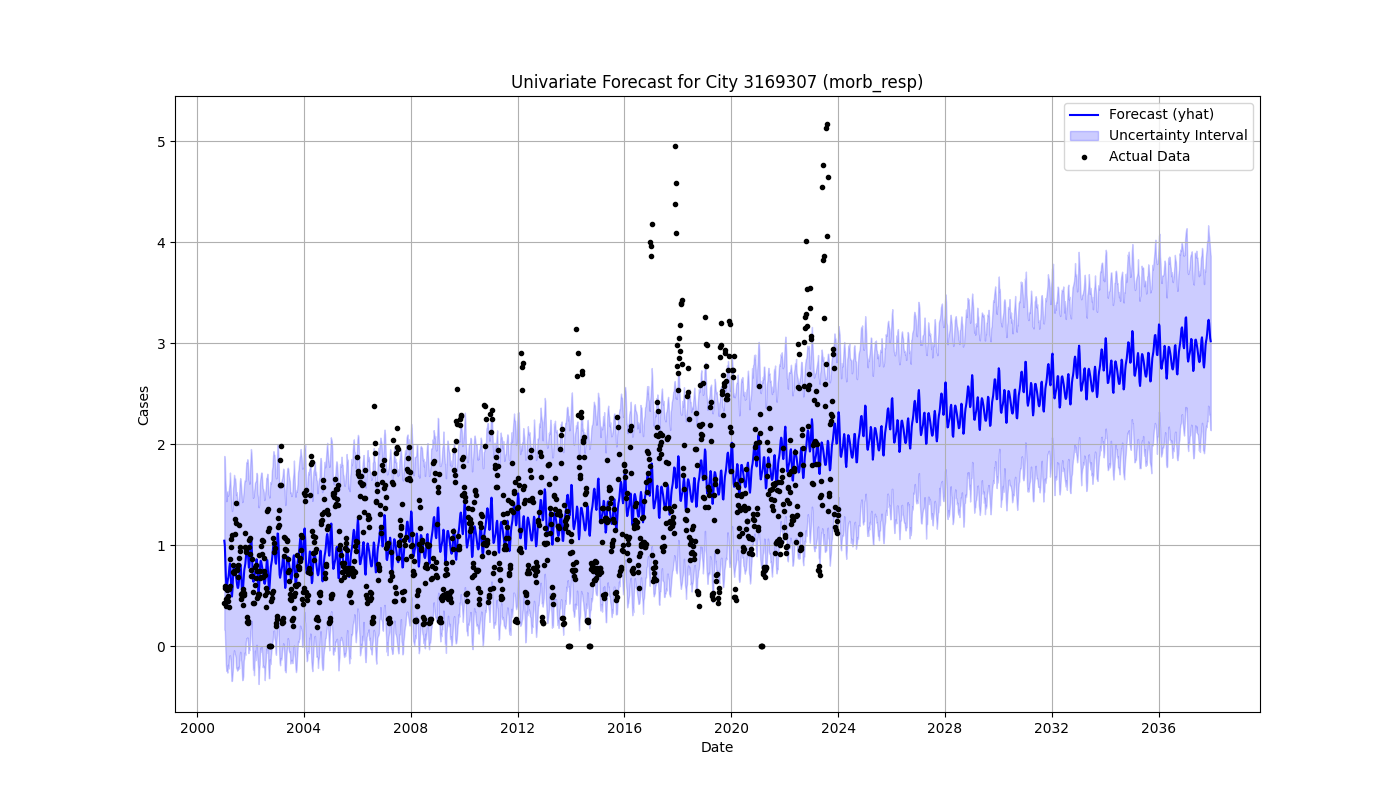 Univariate Forecast for City 3169307 (morb_resp)
Forecast (yhat)
Uncertainty Interval
Actual Data
Cases
5
4
3
2
1
0
2000 2004 2008 2012 2016 2020 2024 2028 2032 2036
Date